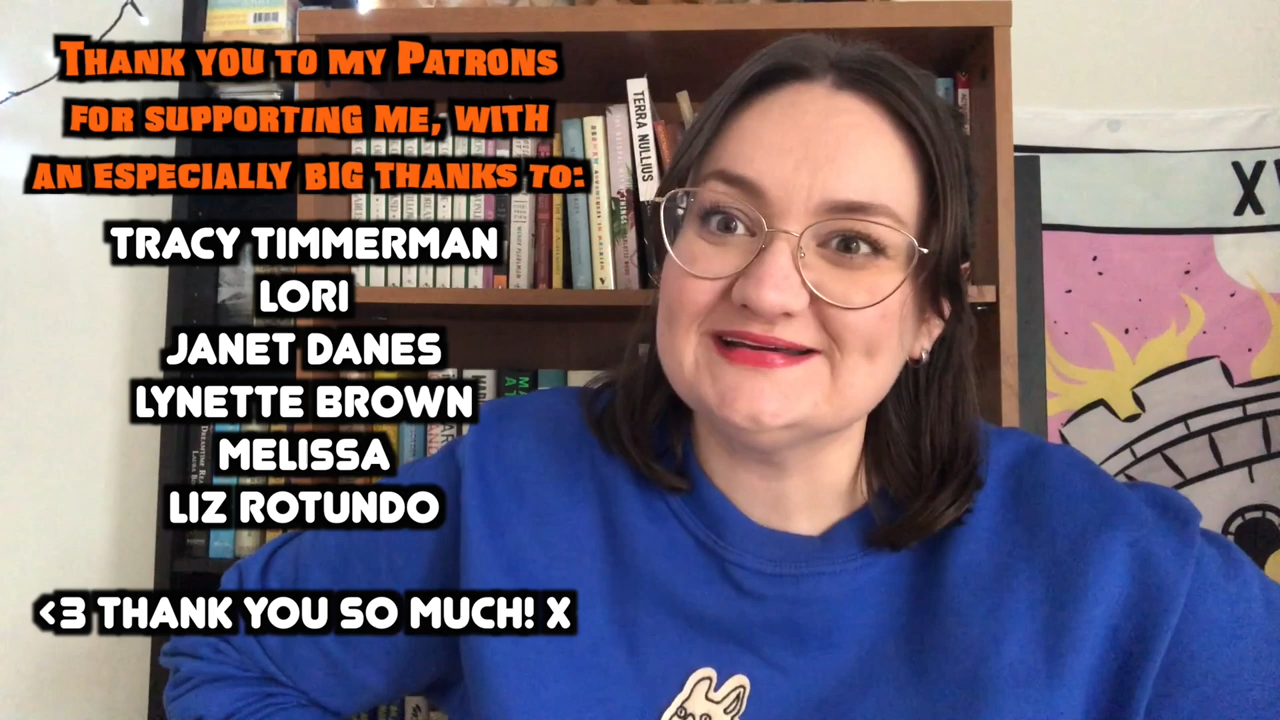 THANK YOU TO MY PATRONS
FOR SUPPORTING ME, WITH
AN ESPECIALLY BIG THANKS TO:
TRACY TIMMERMAN
LORI
JANET DANES
LYNETTE BROWN
MELISSA
LIZ ROTUNDO
<3 THANK YOU SO MUCH! X
TERRA NULLIUS